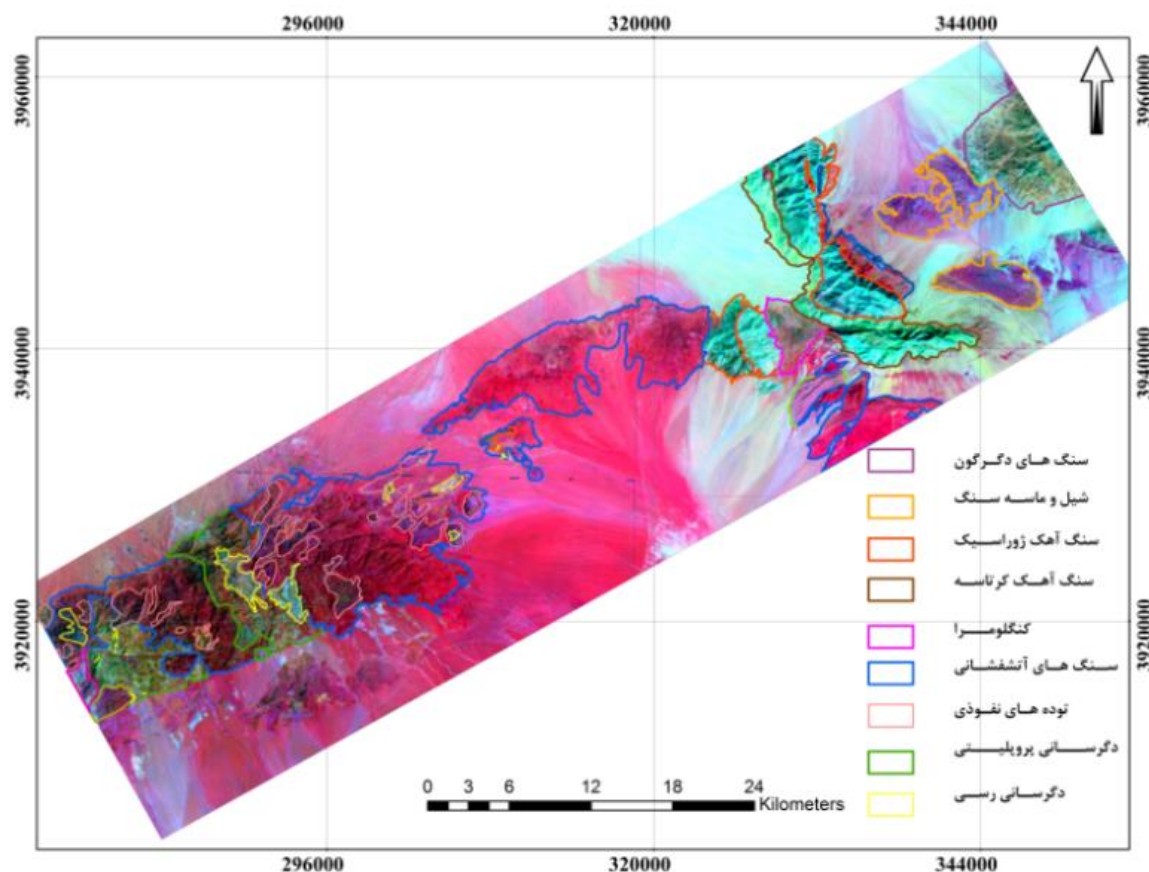 296000 320000 344000
3960000 3960000
3940000 3940000
3920000 3920000
سنگ های دگرگون
شیل و ماسه سنگ
سنگ آهک ژوراسیک
سنگ آهک کرتاسه
کنگلومرا
سنگ های آتشفشانی
توده های نفوذی
دگرسانی پروپلیتی
دگرسانی رسی
0 3 6 12 18 24
Kilometers
296000 320000 344000